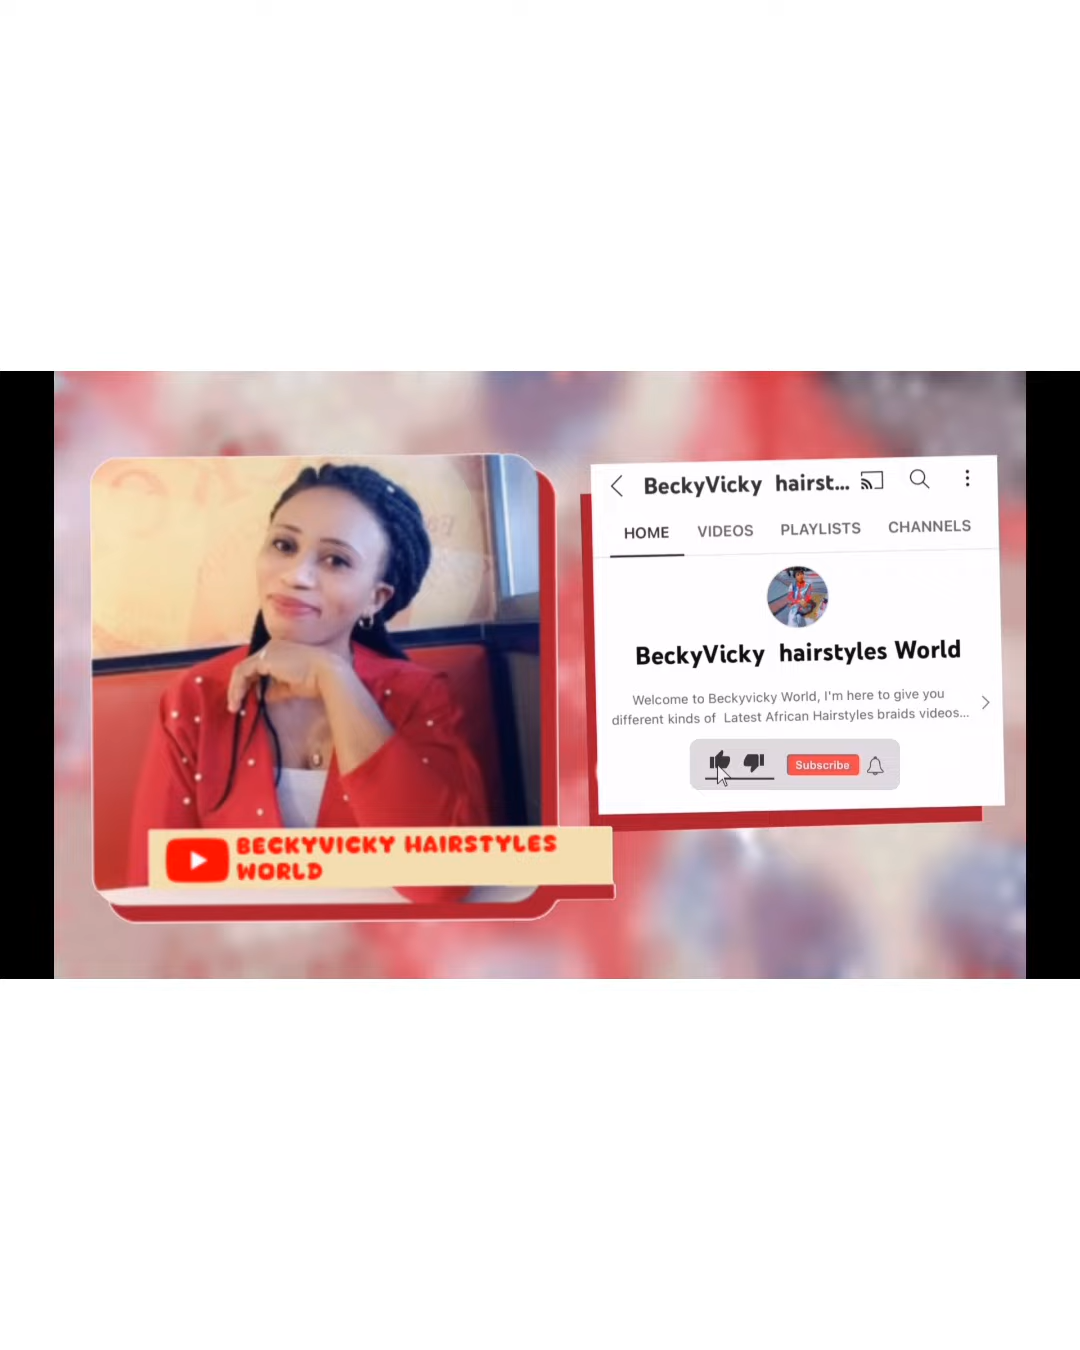 BECKYVICKY HAIRSTYLES
WORLD
BeckyVicky hairst...
HOME VIDEOS PLAYLISTS CHANNELS
BeckyVicky hairstyles World
Welcome to Beckyvicky World, I'm here to give you
different kinds of Latest African Hairstyles braids videos...
Subscribe